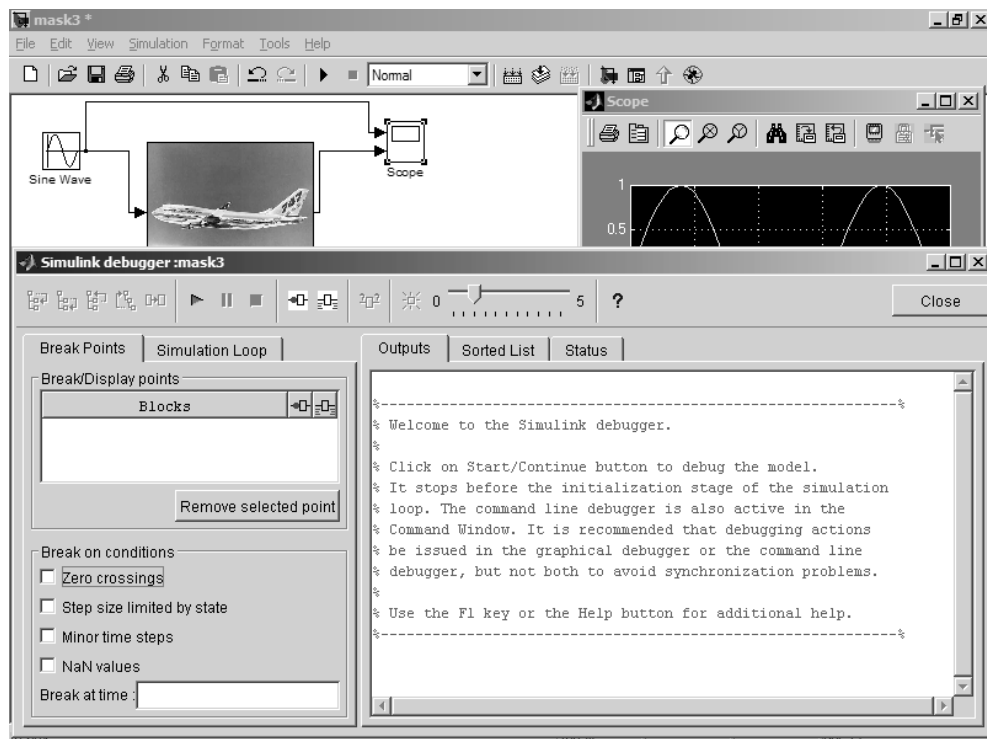 mask3 *
File Edit View Simulation Format Tools Help
Normal
Scope
Sine Wave
Scope
1
0.5
Simulink debugger :mask3
0
5
?
Close
Break Points
Simulation Loop
Outputs
Sorted List
Status
Break/Display points
Blocks
Remove selected point
Break on conditions
Zero crossings
Step size limited by state
Minor time steps
NaN values
Break at time :
%----------------------------------------------------------------%
% Welcome to the Simulink debugger.
%
% Click on Start/Continue button to debug the model.
% It stops before the initialization stage of the simulation
% loop. The command line debugger is also active in the
% Command Window. It is recommended that debugging actions
% be issued in the graphical debugger or the command line
% debugger, but not both to avoid synchronization problems.
%
% Use the F1 key or the Help button for additional help.
%----------------------------------------------------------------%